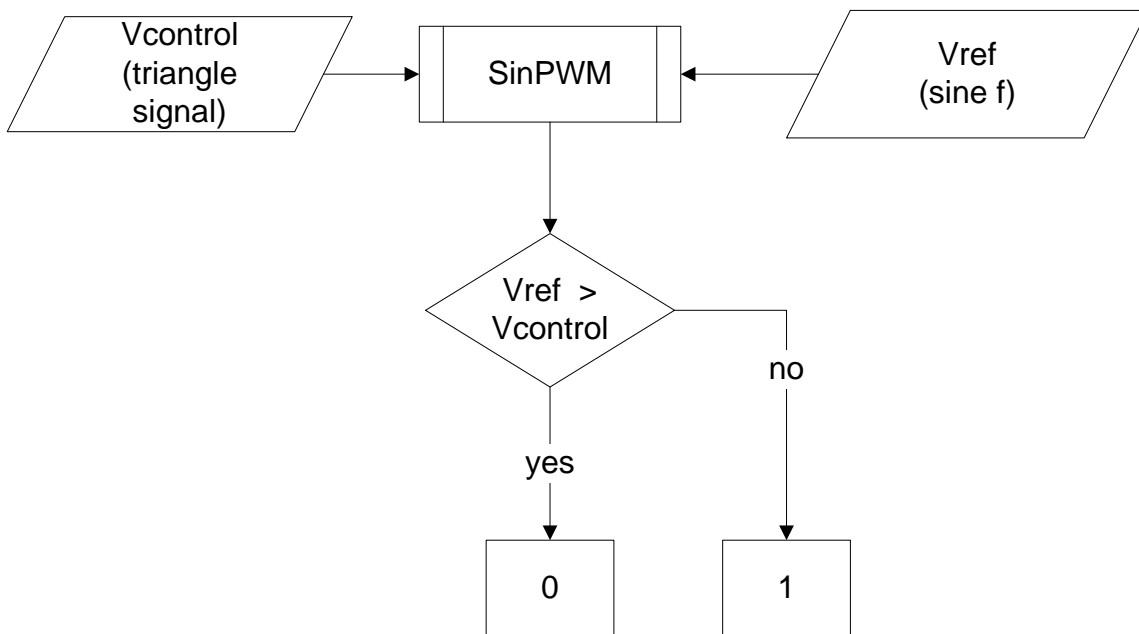 Vcontrol
(triangle
signal)
SinPWM
Vref
(sine f)
Vref >
Vcontrol
no
yes
0
1